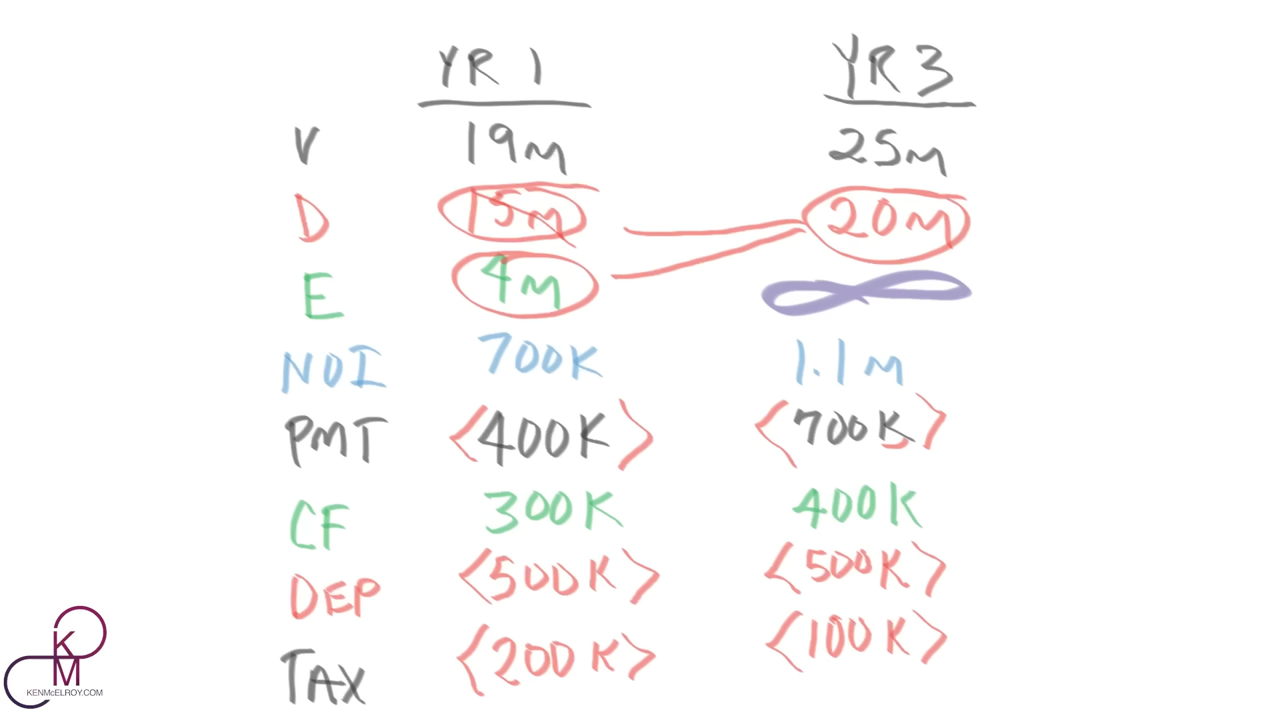 YR 1 YR 3
V 19M 25M
D 15M 20M
E 4M
NOI 700K 1.1M
PMT <400K> <700K>
CF 300K 400K
DEP <500K> <500K>
TAX <200K> <100K>
KM
KENMCELROY.COM